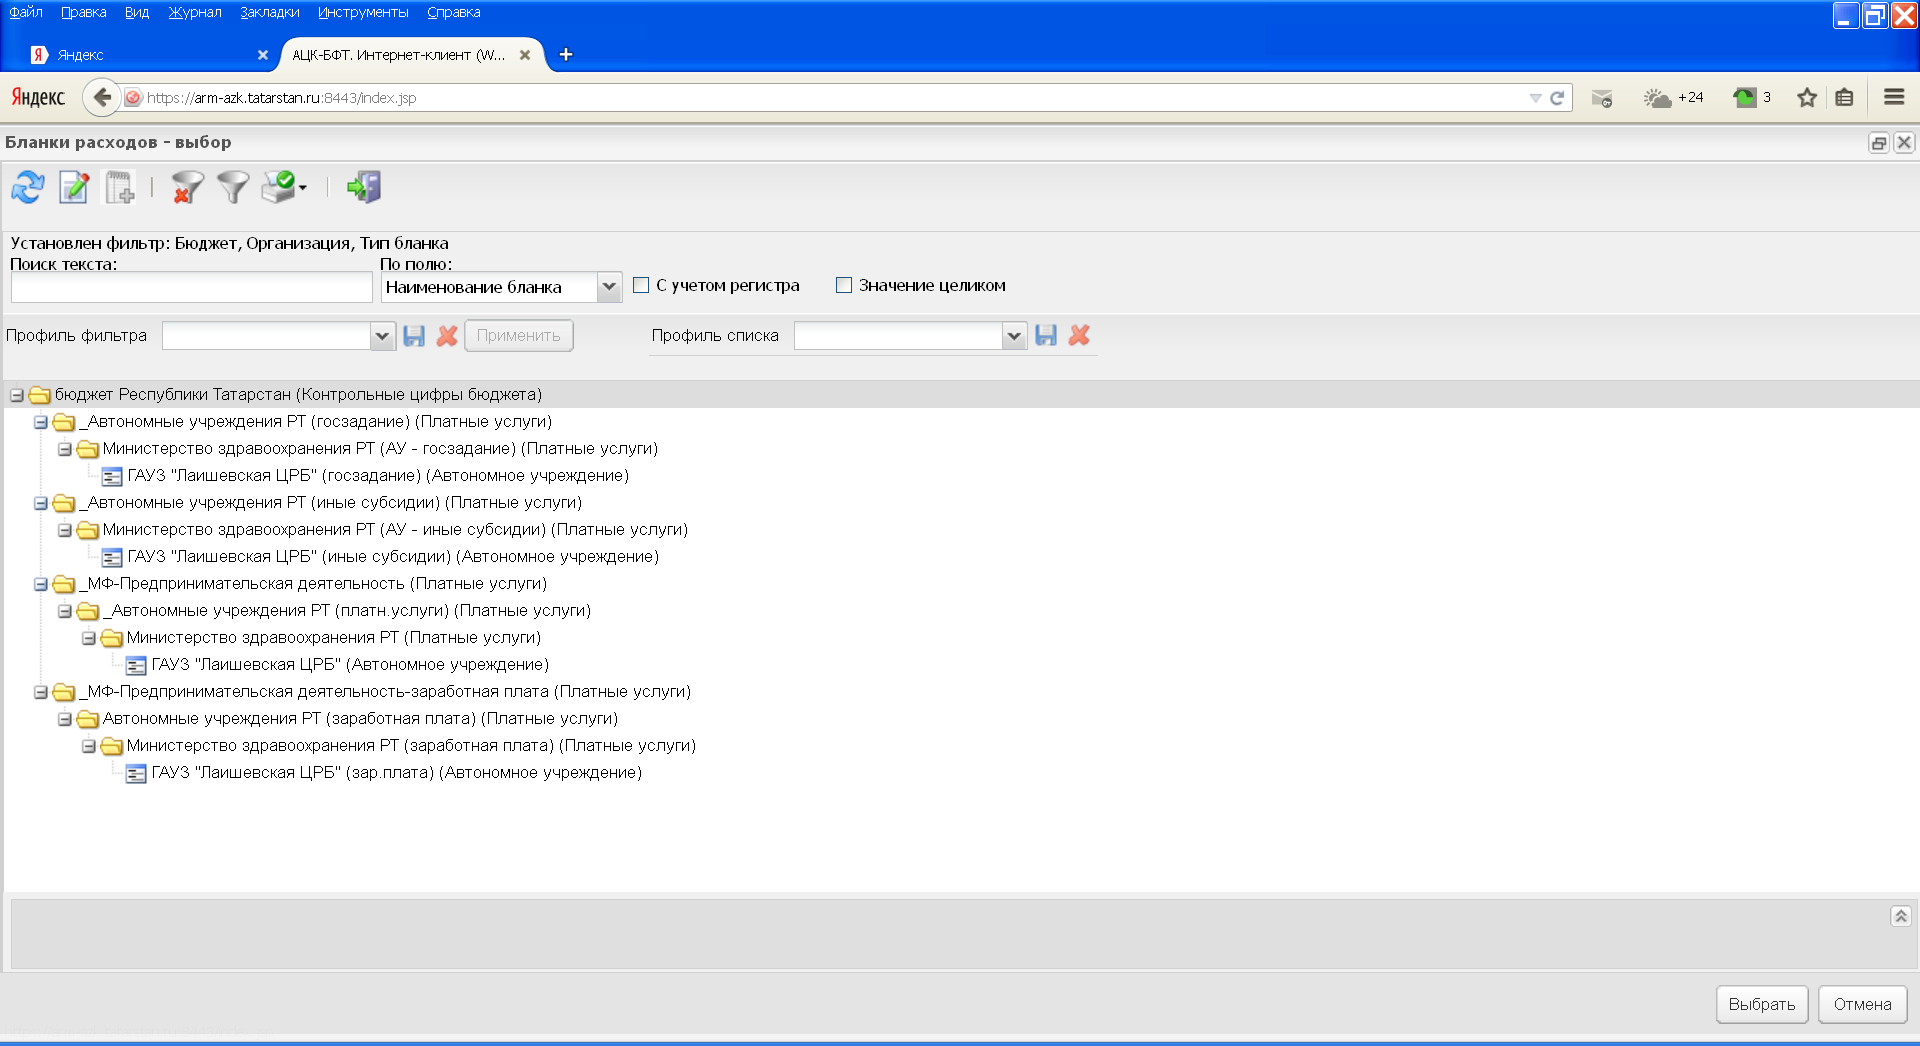 Файл Правка Вид Журнал Закладки Инструменты Справка
Я Яндекс АЦК-БФТ. Интернет-клиент (W...
Яндекс https://arm-azk.tatarstan.ru:8443/index.jsp +24 3
Бланки расходов - выбор
Установлен фильтр: Бюджет, Организация, Тип бланка
Поиск текста: По полю:
Наименование бланка С учетом регистра Значение целиком
Профиль фильтра Применить Профиль списка
бюджет Республики Татарстан (Контрольные цифры бюджета)
_Автономные учреждения РТ (госзадание) (Платные услуги)
Министерство здравоохранения РТ (АУ - госзадание) (Платные услуги)
ГАУЗ "Лаишевская ЦРБ" (госзадание) (Автономное учреждение)
_Автономные учреждения РТ (иные субсидии) (Платные услуги)
Министерство здравоохранения РТ (АУ - иные субсидии) (Платные услуги)
ГАУЗ "Лаишевская ЦРБ" (иные субсидии) (Автономное учреждение)
_МФ-Предпринимательская деятельность (Платные услуги)
_Автономные учреждения РТ (платн.услуги) (Платные услуги)
Министерство здравоохранения РТ (Платные услуги)
ГАУЗ "Лаишевская ЦРБ" (Автономное учреждение)
_МФ-Предпринимательская деятельность-заработная плата (Платные услуги)
Автономные учреждения РТ (заработная плата) (Платные услуги)
Министерство здравоохранения РТ (заработная плата) (Платные услуги)
ГАУЗ "Лаишевская ЦРБ" (зар.плата) (Автономное учреждение)
Выбрать Отмена